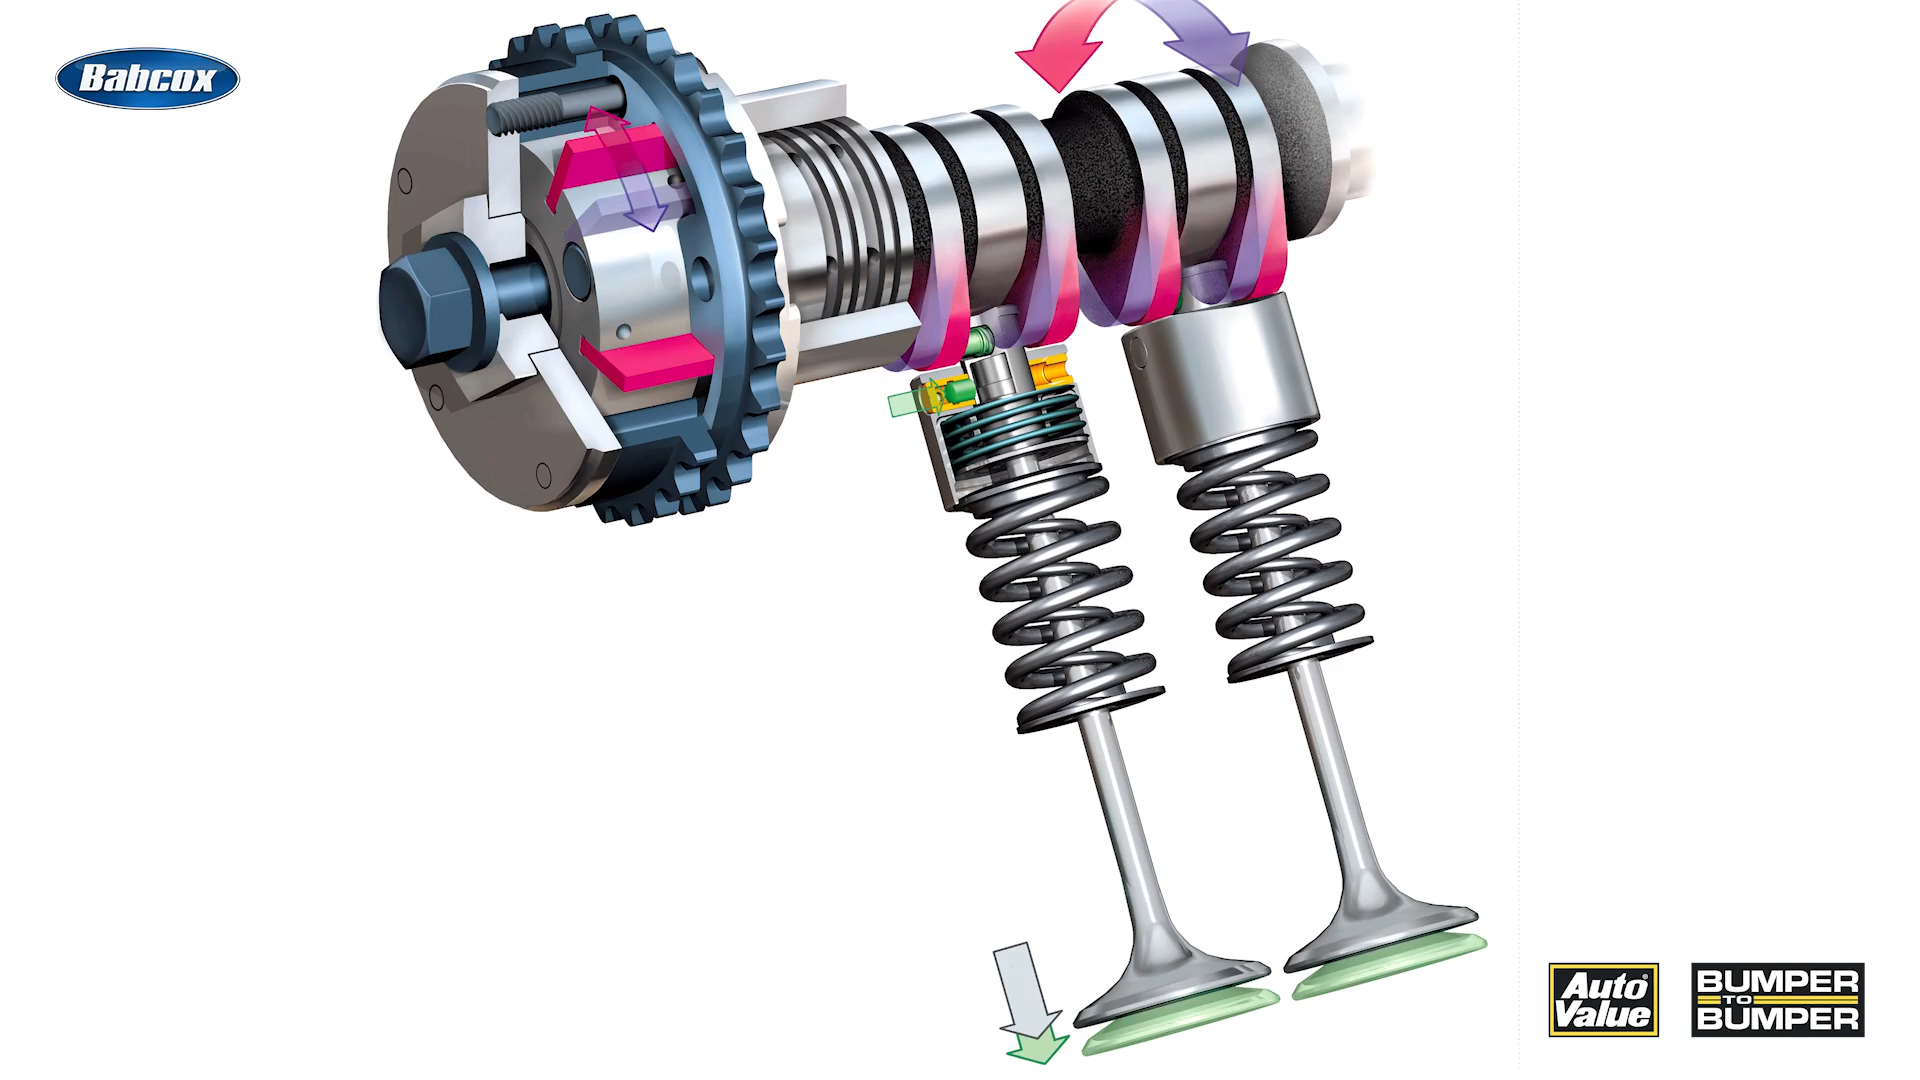 Babcox
Auto
Value
BUMPER
TO
BUMPER